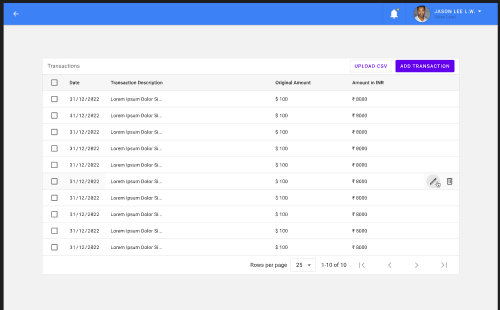 JASON LEE L.W.
Transactions UPLOAD CSV ADD TRANSACTION
Date Transaction Description Original Amount Amount in INR
31/12/2022 Lorem Ipsum Dolor Si... $ 100 ₹ 8000
31/12/2022 Lorem Ipsum Dolor Si... $ 100 ₹ 8000
31/12/2022 Lorem Ipsum Dolor Si... $ 100 ₹ 8000
31/12/2022 Lorem Ipsum Dolor Si... $ 100 ₹ 8000
31/12/2022 Lorem Ipsum Dolor Si... $ 100 ₹ 8000
31/12/2022 Lorem Ipsum Dolor Si... $ 100 ₹ 8000
31/12/2022 Lorem Ipsum Dolor Si... $ 100 ₹ 8000
31/12/2022 Lorem Ipsum Dolor Si... $ 100 ₹ 8000
31/12/2022 Lorem Ipsum Dolor Si... $ 100 ₹ 8000
31/12/2022 Lorem Ipsum Dolor Si... $ 100 ₹ 8000
Rows per page 25 1-10 of 10